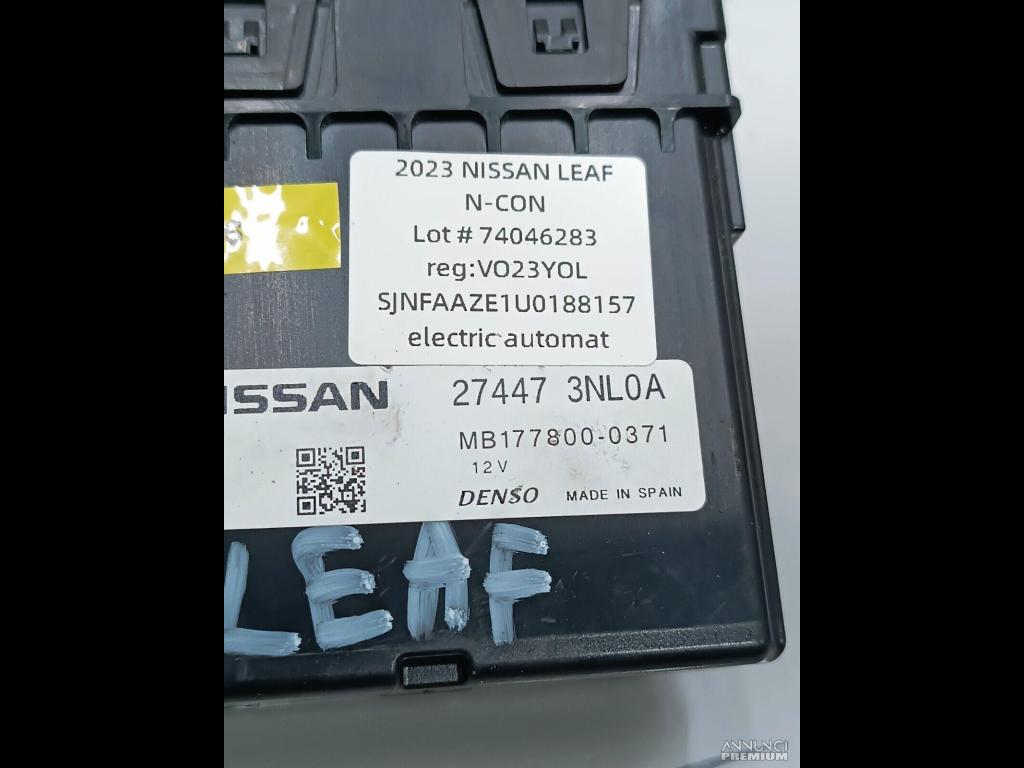 2023 NISSAN LEAF
N-CON
Lot # 74046283
reg:VO23YOL
SJNFAAZE1U0188157
electric automat
NISSAN 27447 3NL0A
MB177800-0371
12V
DENSO MADE IN SPAIN
LEAF
ANNUNCI
PREMIUM